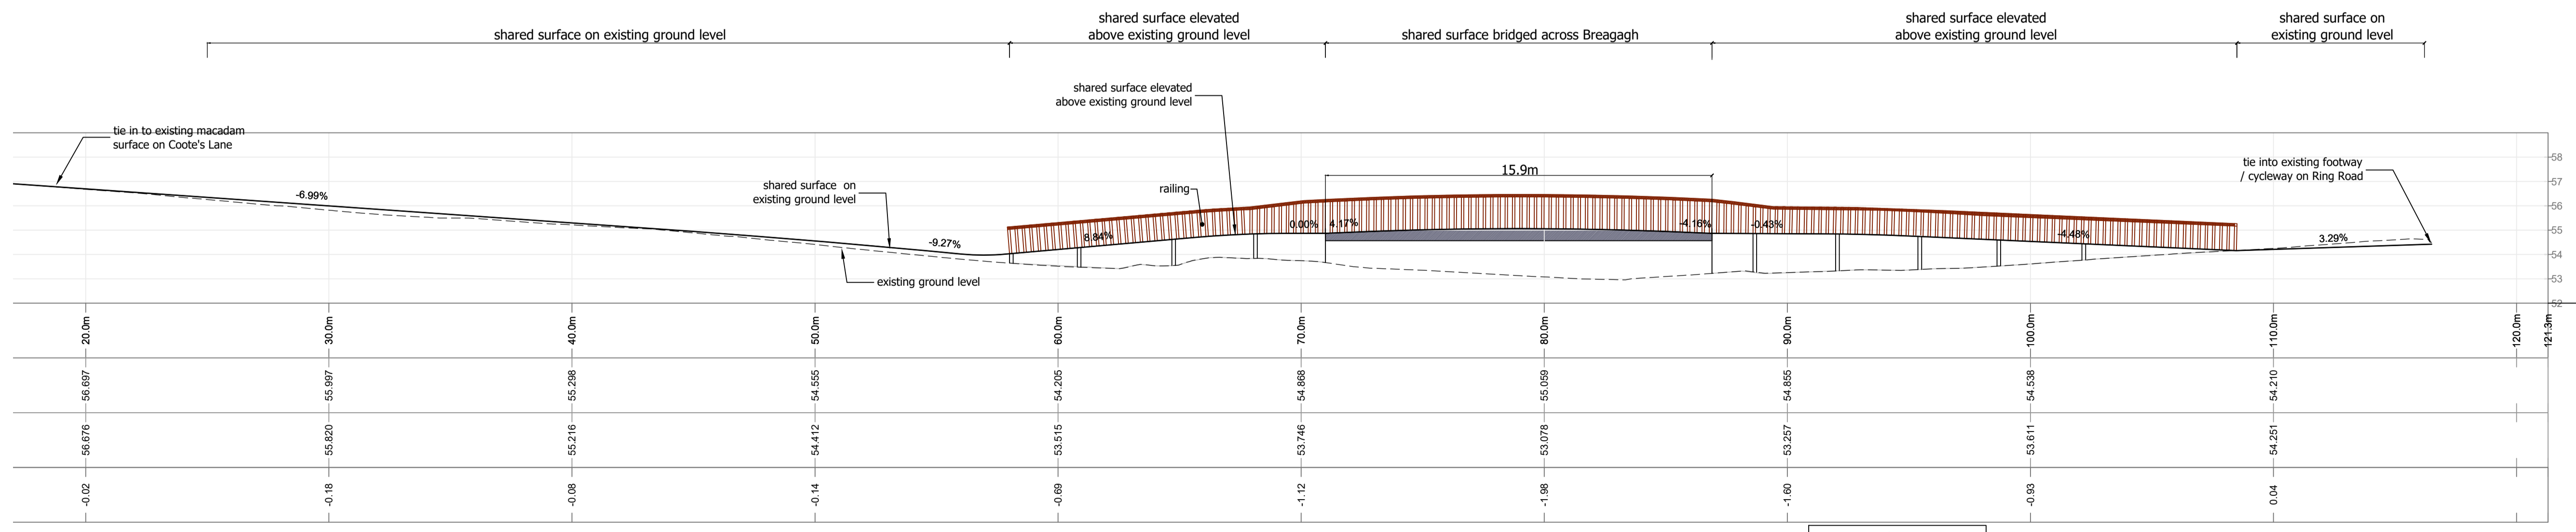 shared surface on existing ground level
shared surface elevated
above existing ground level
shared surface bridged across Breagagh
shared surface elevated
above existing ground level
shared surface on
existing ground level
shared surface elevated
above existing ground level
tie in to existing macadam
surface on Coote's Lane
-6.99%
shared surface on
existing ground level
-9.27%
existing ground level
railing
8.84%
0.00%
4.17%
15.9m
-4.16%
-0.43%
-4.48%
3.29%
tie into existing footway
/ cycleway on Ring Road
58
57
56
55
54
53
52
20.0m
30.0m
40.0m
50.0m
60.0m
70.0m
80.0m
90.0m
100.0m
110.0m
120.0m
121.3m
56.697
55.997
55.298
54.555
54.205
54.868
55.059
54.855
54.538
54.210
56.676
55.820
55.216
54.412
53.515
53.746
53.078
53.257
53.611
54.251
-0.02
-0.18
-0.08
-0.14
-0.69
-1.12
-1.98
-1.60
-0.93
0.04